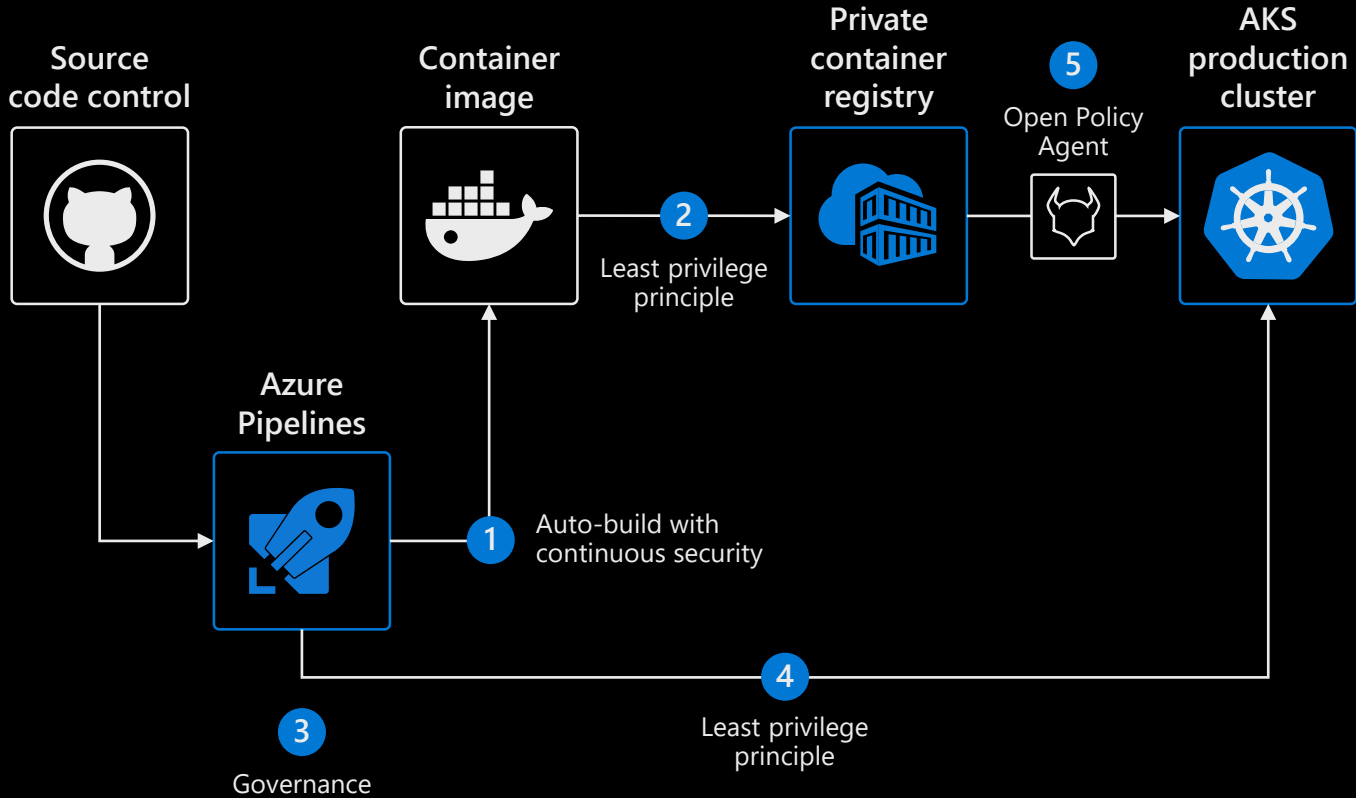 Source
code control
Container
image
Private
container
registry
5
Open Policy
Agent
AKS
production
cluster
2
Least privilege
principle
Azure
Pipelines
1
Auto-build with
continuous security
4
Least privilege
principle
3
Governance